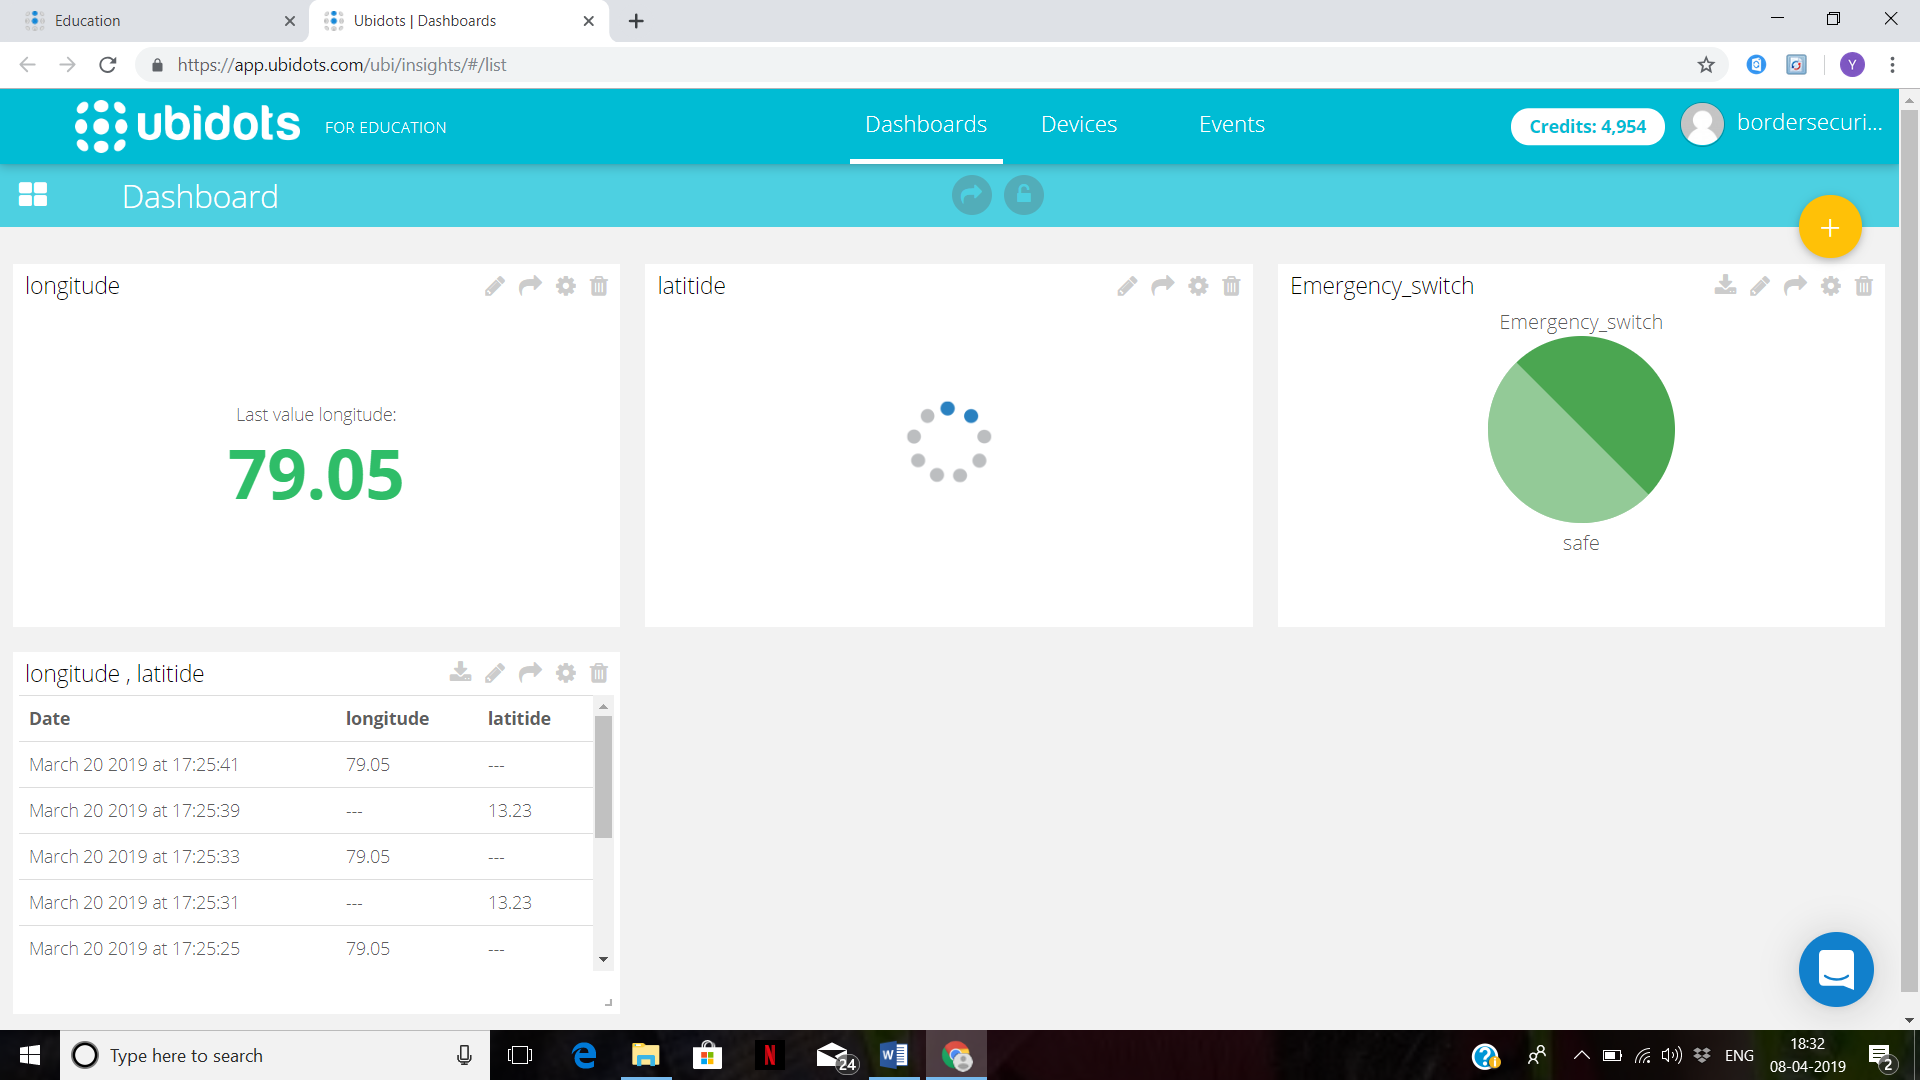 Education
Ubidots | Dashboards
https://app.ubidots.com/ubi/insights/#/list
Y
ubidots FOR EDUCATION
Dashboards Devices Events
Credits: 4,954
bordersecuri...
Dashboard
longitude
Last value longitude:
79.05
latitide
Emergency_switch
Emergency_switch
safe
longitude , latitide
Date longitude latitide
March 20 2019 at 17:25:41 79.05 ---
March 20 2019 at 17:25:39 --- 13.23
March 20 2019 at 17:25:33 79.05 ---
March 20 2019 at 17:25:31 --- 13.23
March 20 2019 at 17:25:25 79.05 ---
Type here to search
24
ENG
18:32
08-04-2019
2